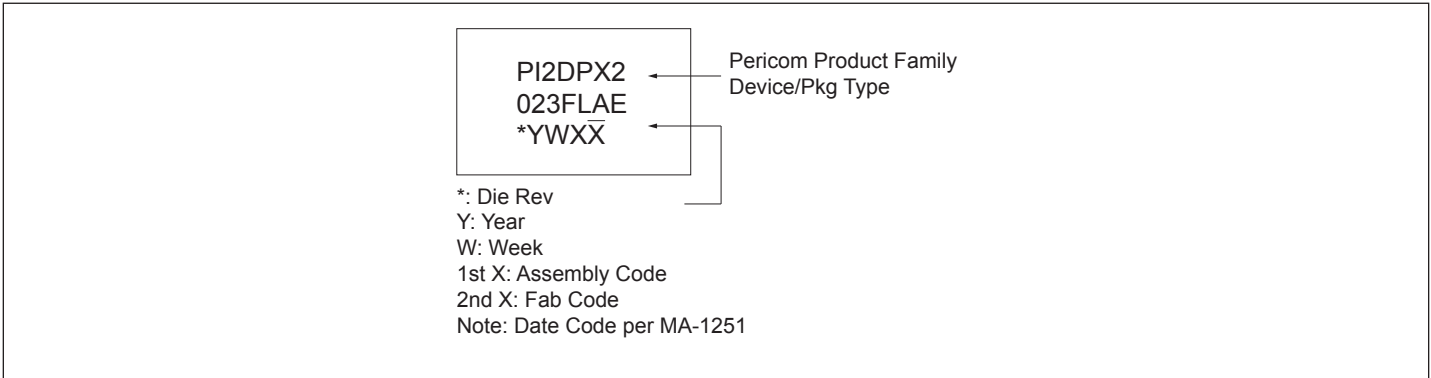 PI2DPX2
023FLAE
*YWXX̅
Pericom Product Family
Device/Pkg Type
*: Die Rev
Y: Year
W: Week
1st X: Assembly Code
2nd X: Fab Code
Note: Date Code per MA-1251